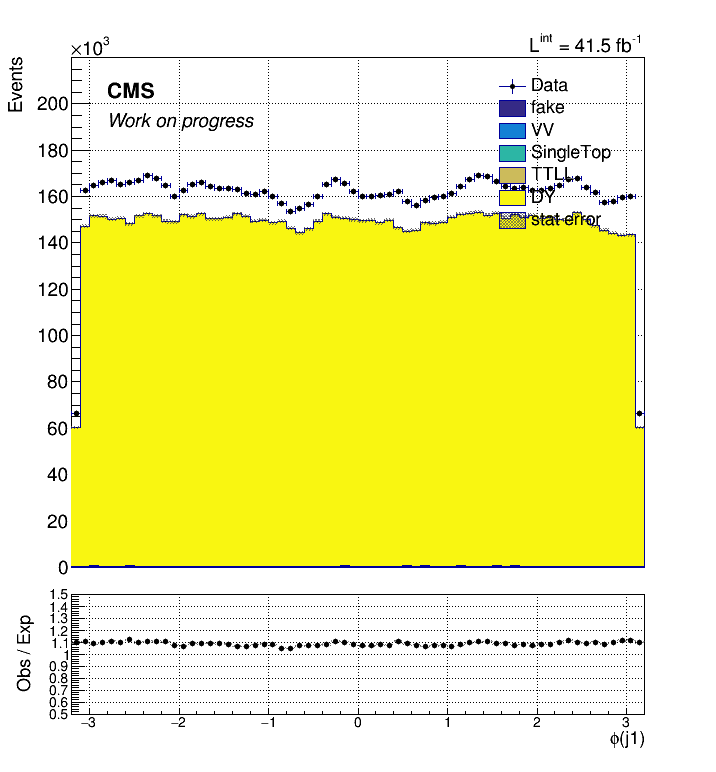 ×10³
L^int = 41.5 fb⁻¹
Events
CMS
Work on progress
Data
fake
VV
SingleTop
TTLL
DY
stat error
200
180
160
140
120
100
80
60
40
20
0
Obs / Exp
1.5
1.4
1.3
1.2
1.1
1
0.9
0.8
0.7
0.6
0.5
−3 −2 −1 0 1 2 3
ϕ(j1)